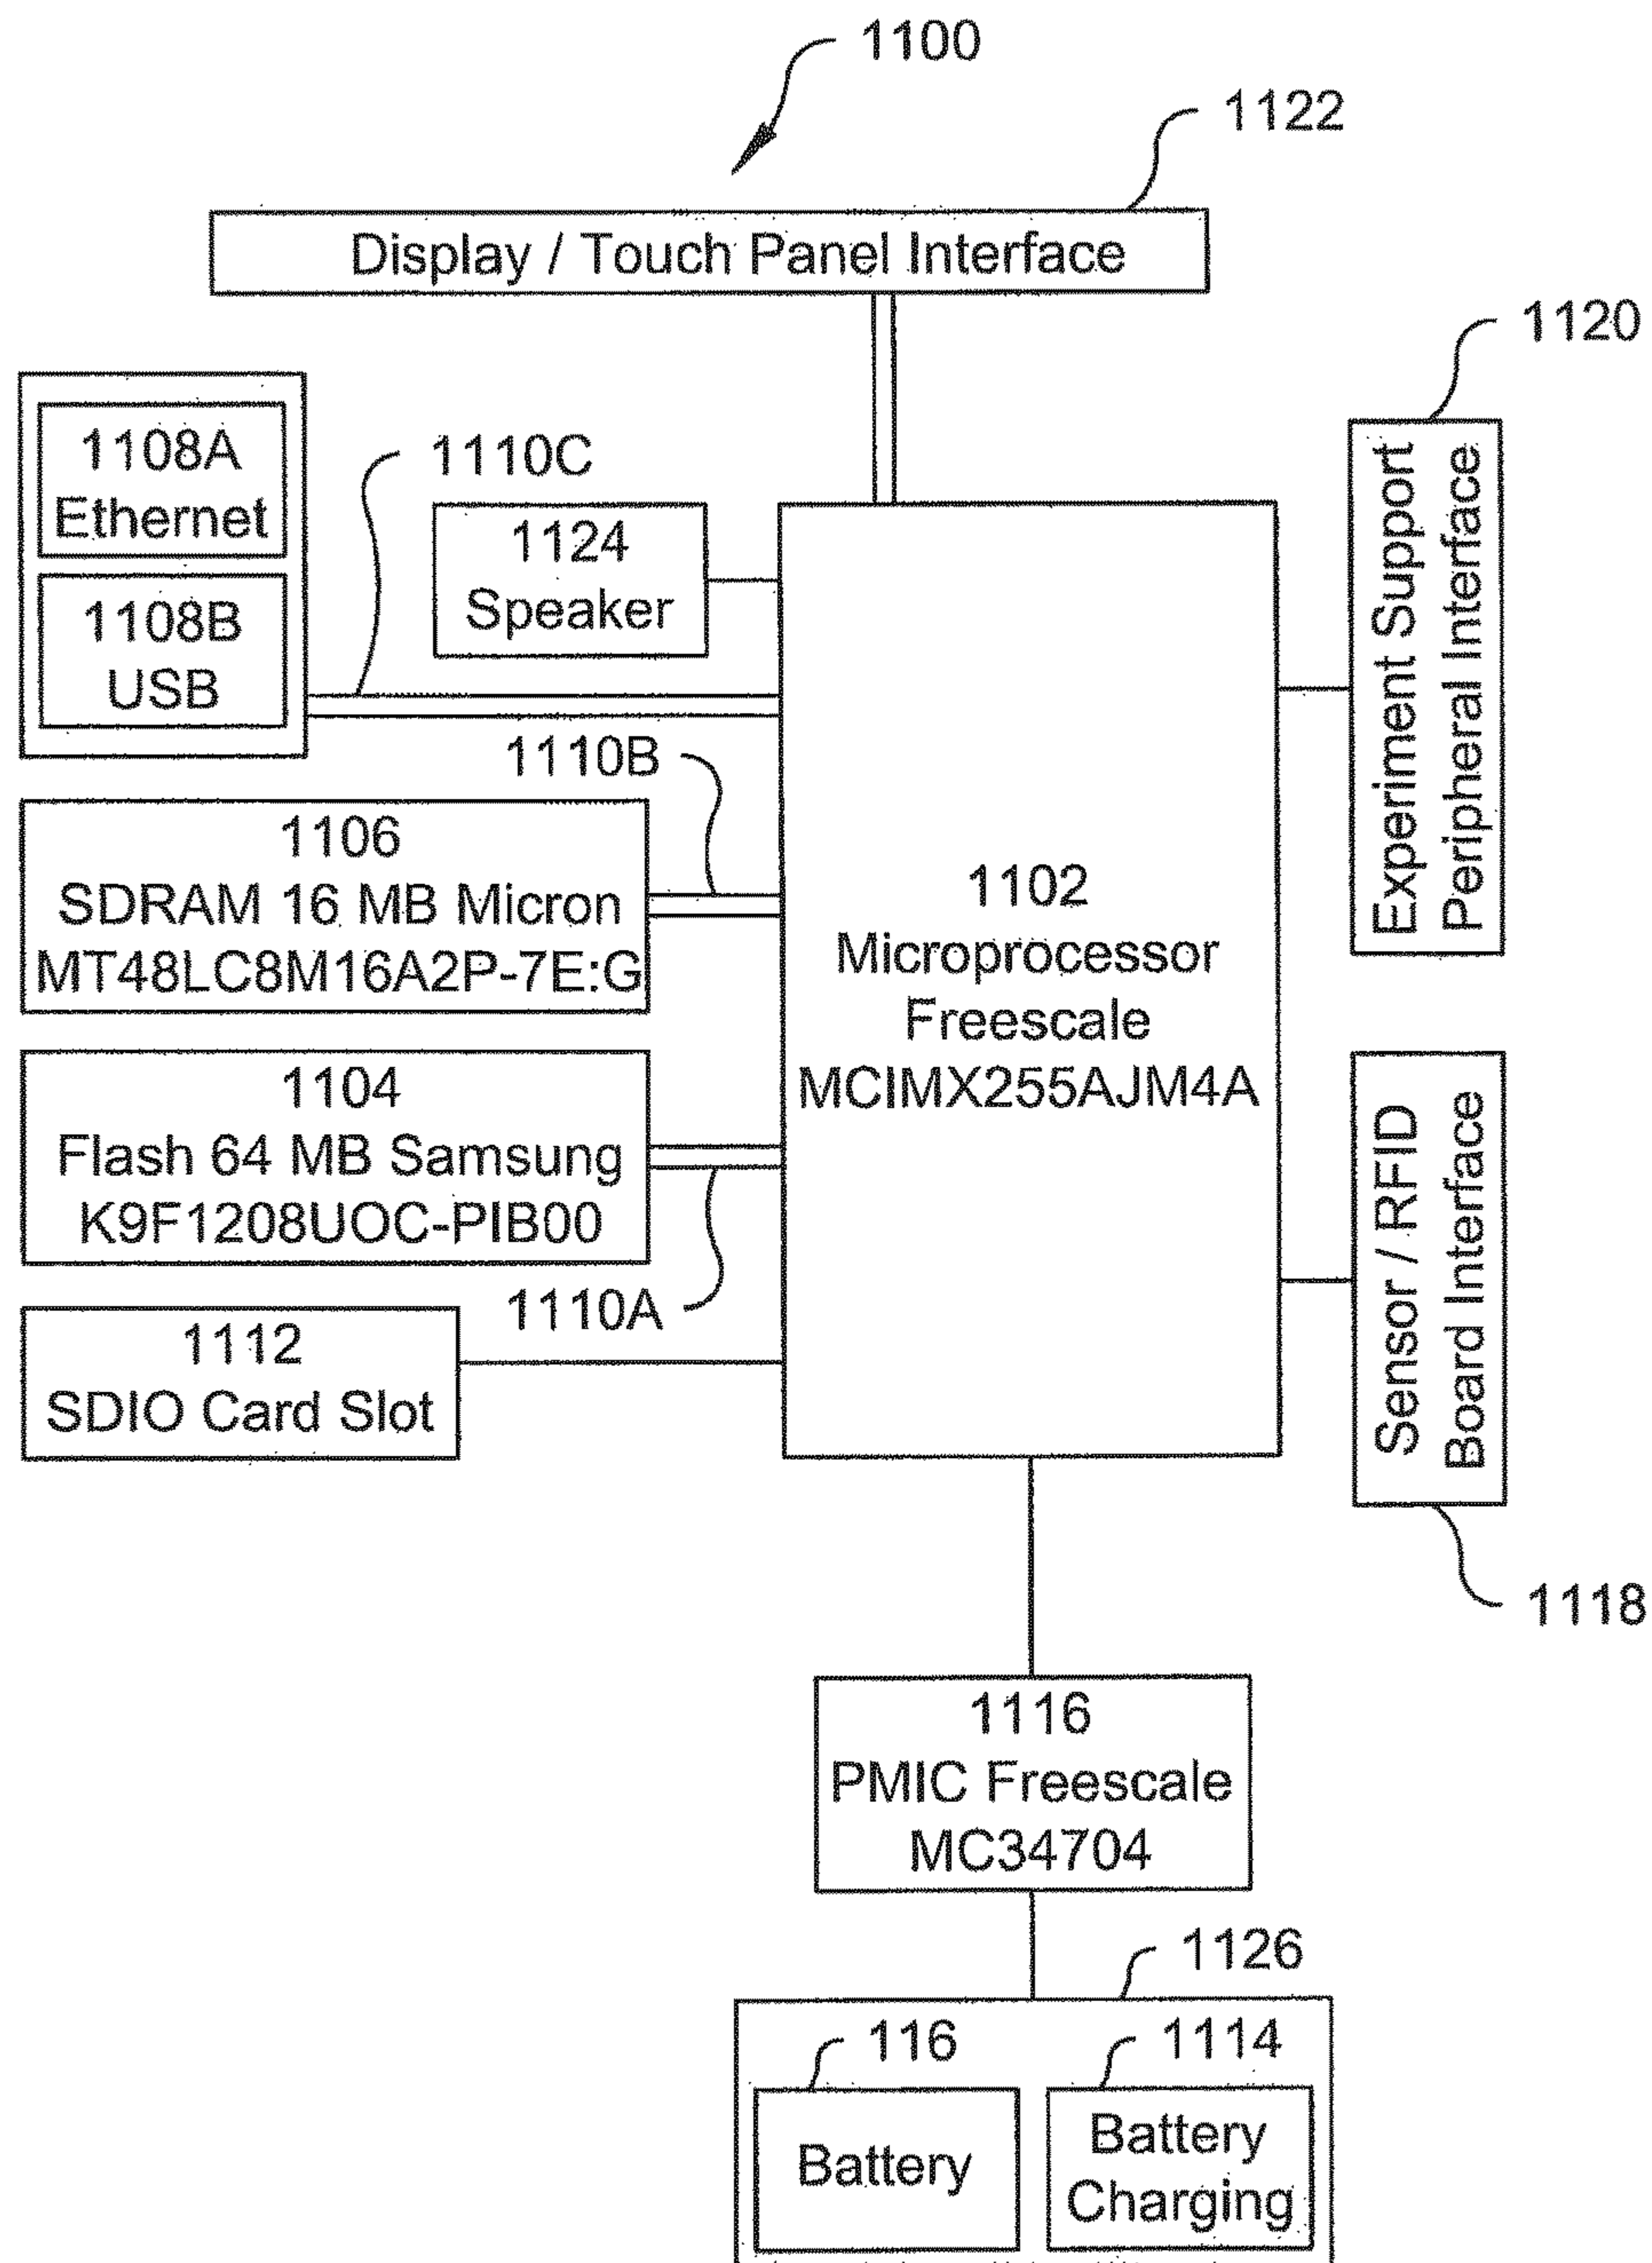 1100
1122
Display / Touch Panel Interface
1120
1108A
Ethernet
1108B
USB
1110C
1124
Speaker
Experiment Support
Peripheral Interface
1110B
1106
SDRAM 16 MB Micron
MT48LC8M16A2P-7E:G
1102
Microprocessor
Freescale
MCIMX255AJM4A
1104
Flash 64 MB Samsung
K9F1208UOC-PIB00
1110A
Sensor / RFID
Board Interface
1112
SDIO Card Slot
1118
1116
PMIC Freescale
MC34704
1126
116
1114
Battery
Battery
Charging